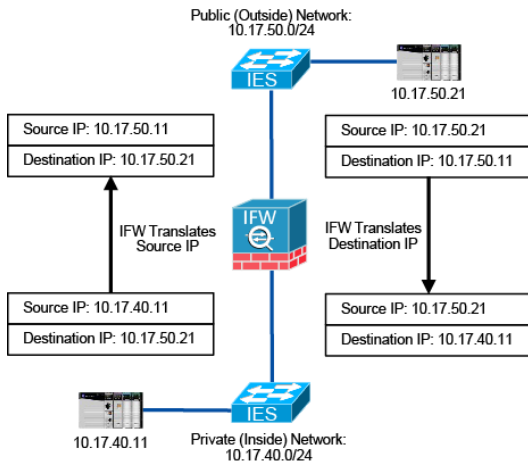 Public (Outside) Network:
10.17.50.0/24
IES
10.17.50.21
Source IP: 10.17.50.11
Destination IP: 10.17.50.21
Source IP: 10.17.50.21
Destination IP: 10.17.50.11
IFW Translates
Source IP
IFW
IFW Translates
Destination IP
Source IP: 10.17.40.11
Destination IP: 10.17.50.21
Source IP: 10.17.50.21
Destination IP: 10.17.40.11
10.17.40.11
IES
Private (Inside) Network:
10.17.40.0/24